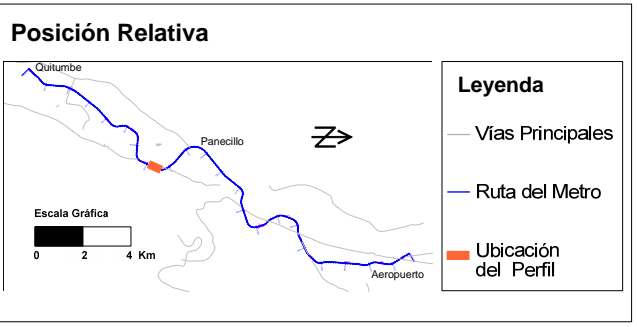 Posición Relativa
Quitumbe
Panecillo
Escala Gráfica
0 2 4 Km
Aeropuerto
Leyenda
Vías Principales
Ruta del Metro
Ubicación
del Perfil